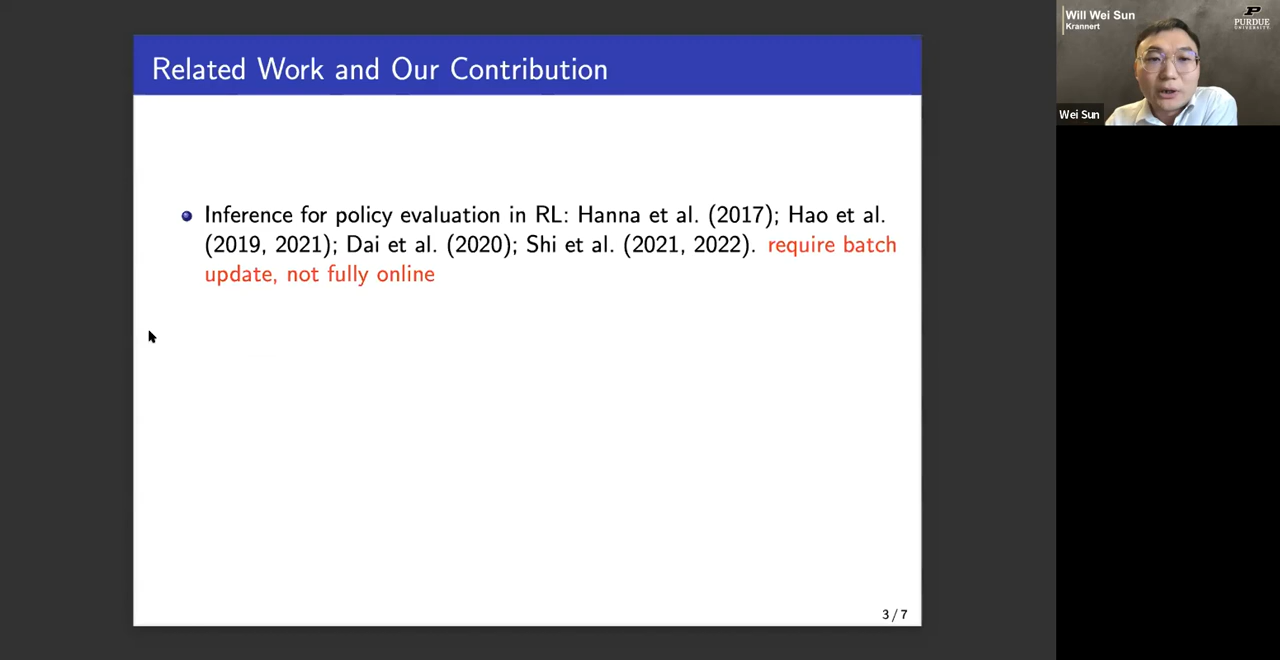 Related Work and Our Contribution
Inference for policy evaluation in RL: Hanna et al. (2017); Hao et al.
(2019, 2021); Dai et al. (2020); Shi et al. (2021, 2022). require batch
update, not fully online
3 / 7
Will Wei Sun
Krannert
P
PURDUE
UNIVERSITY
Wei Sun